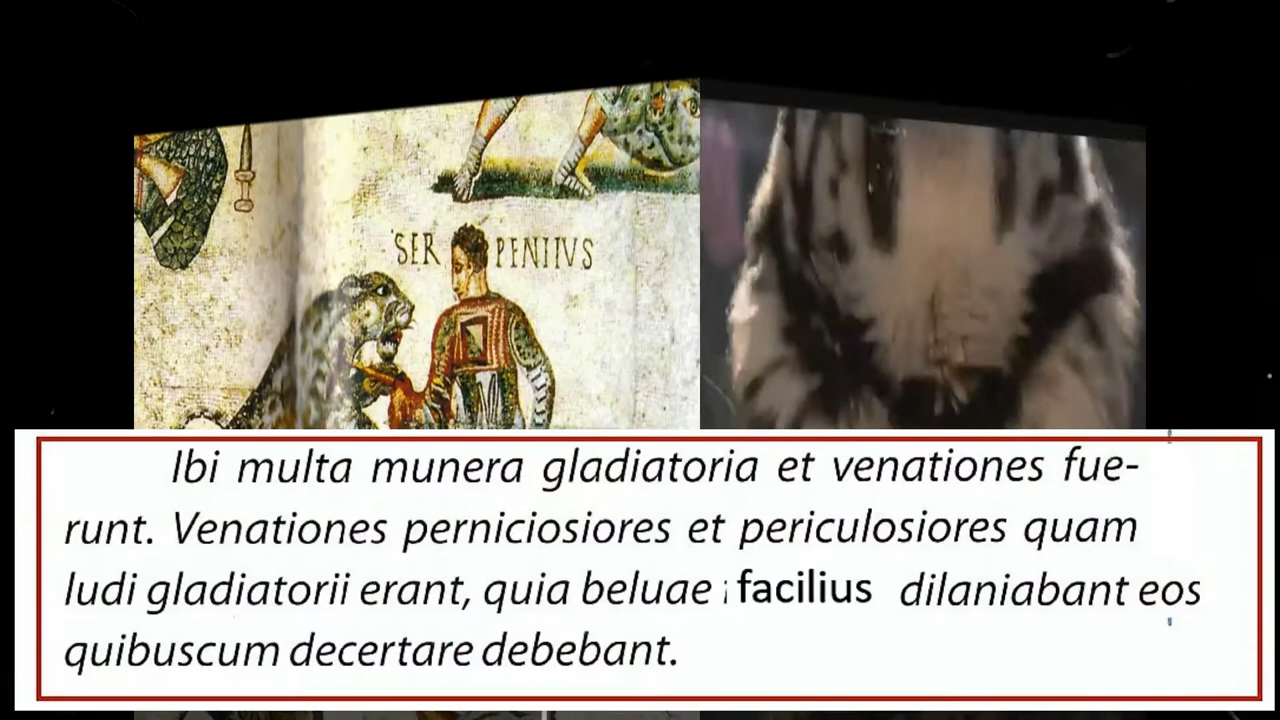 SER PENIIVS
Ibi multa munera gladiatoria et venationes fue-
runt. Venationes perniciosiores et periculosiores quam
ludi gladiatorii erant, quia beluae facilius dilaniabant eos
quibuscum decertare debebant.